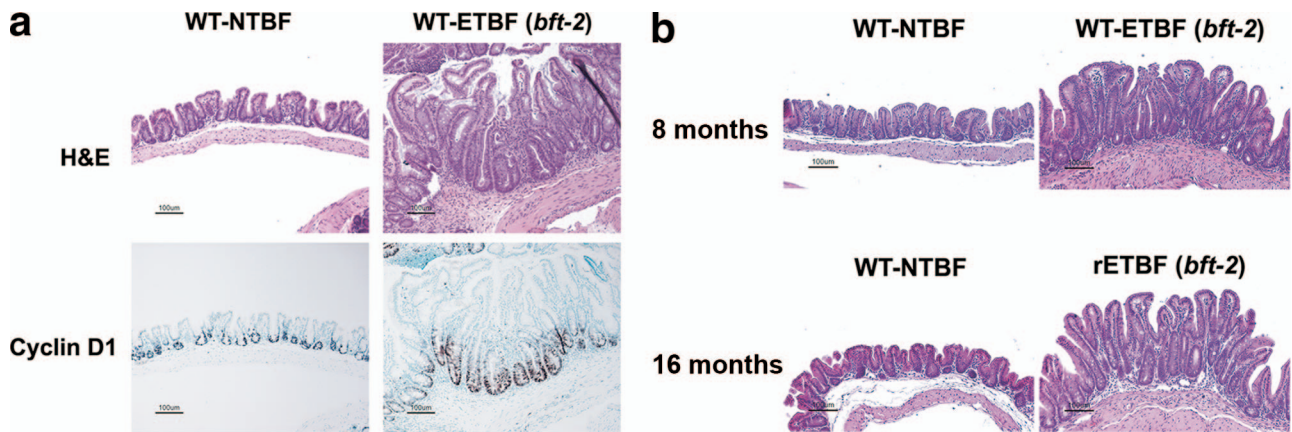 a
WT-NTBF
WT-ETBF (bft-2)
H&E
100um
100um
Cyclin D1
100um
100um
b
WT-NTBF
WT-ETBF (bft-2)
8 months
100um
100um
WT-NTBF
rETBF (bft-2)
16 months
100um
100um